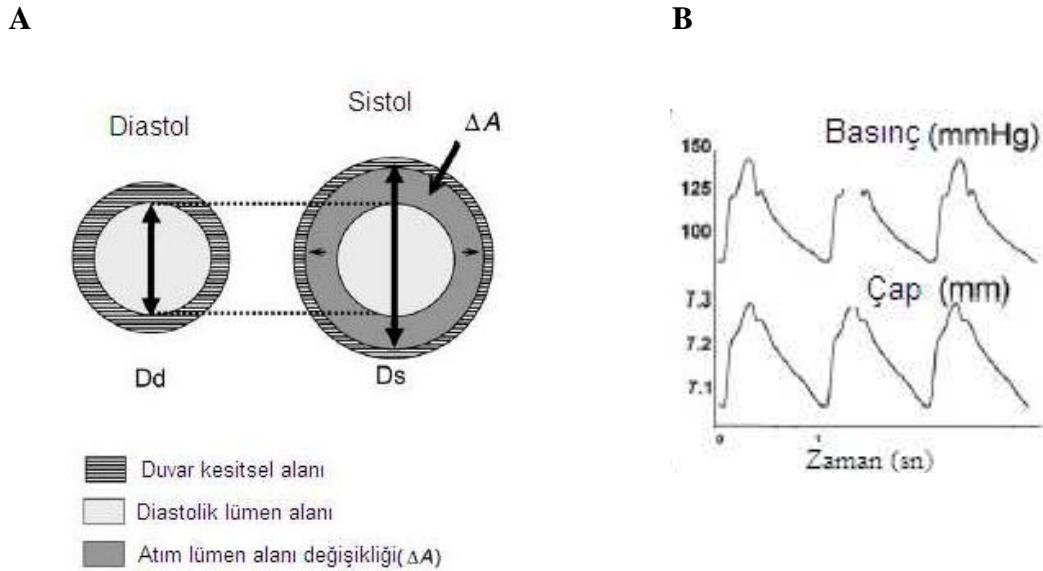 A
B
Diastol
Sistol
ΔA
Dd
Ds
Duvar kesitsel alanı
Diastolik lümen alanı
Atım lümen alanı değişikliği(ΔA)
Basınç (mmHg)
150
125
100
Çap (mm)
7.3
7.2
7.1
0
1
Zaman (sn)